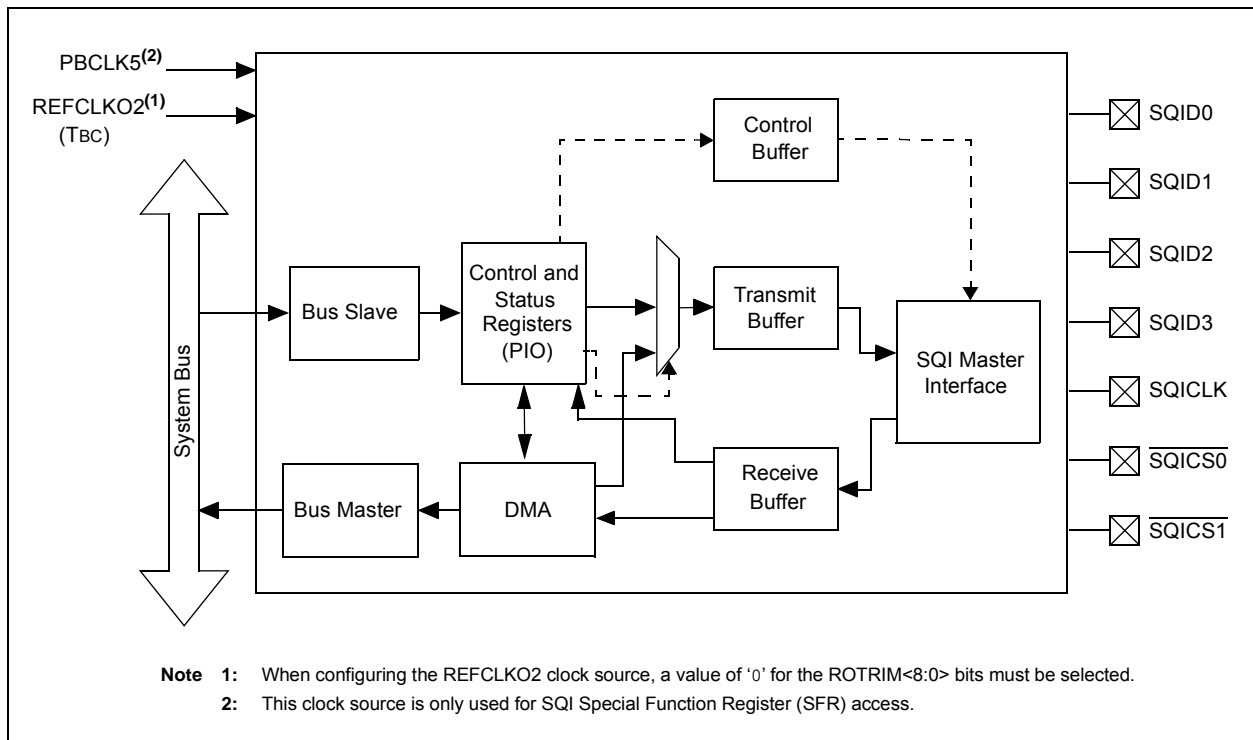 PBCLK5(2)
REFCLKO2(1)
(TBC)
System Bus
Bus Slave
Control and
Status
Registers
(PIO)
Control
Buffer
Transmit
Buffer
SQI Master
Interface
Bus Master
DMA
Receive
Buffer
SQID0
SQID1
SQID2
SQID3
SQICLK
SQICS0
SQICS1
Note 1: When configuring the REFCLKO2 clock source, a value of ‘0’ for the ROTRIM<8:0> bits must be selected.
2: This clock source is only used for SQI Special Function Register (SFR) access.